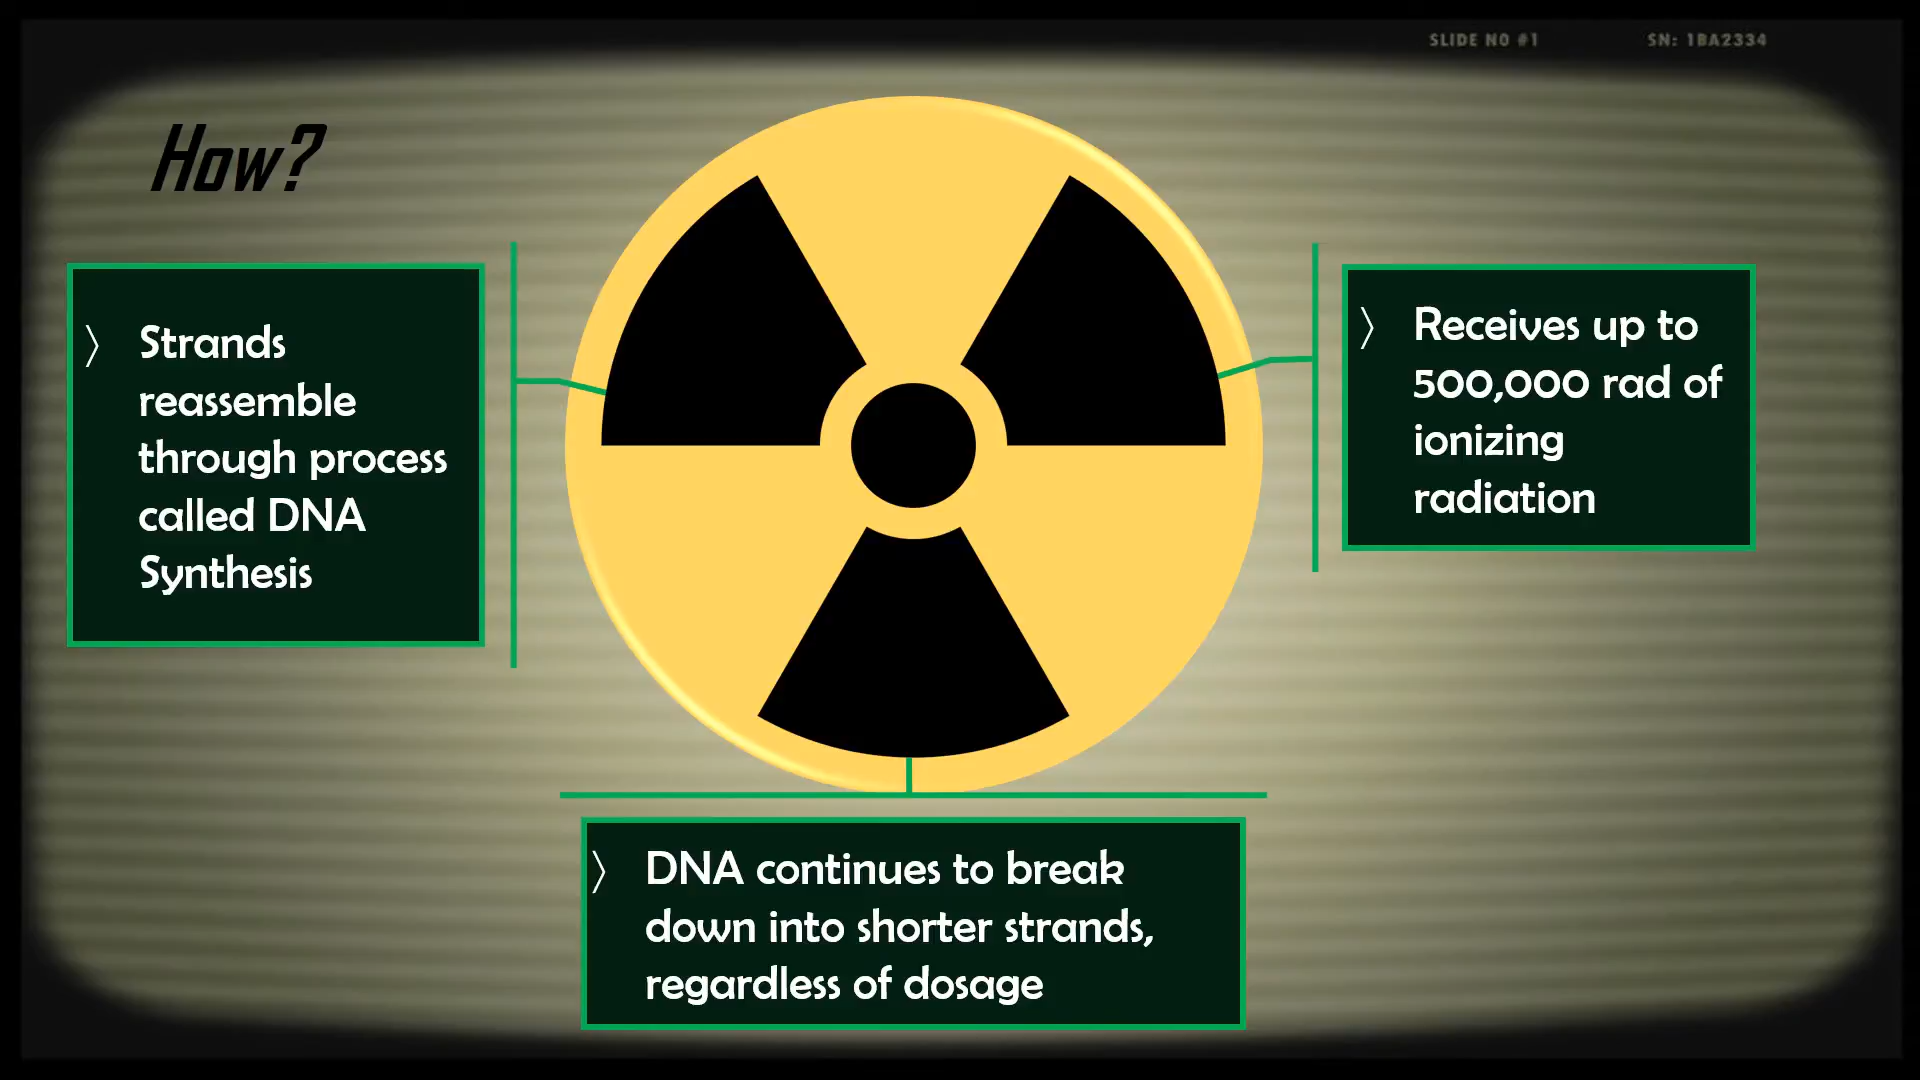 SLIDE NO #1 SN: 1BA2334
How?
〉 Strands
reassemble
through process
called DNA
Synthesis
〉 Receives up to
500,000 rad of
ionizing
radiation
〉 DNA continues to break
down into shorter strands,
regardless of dosage